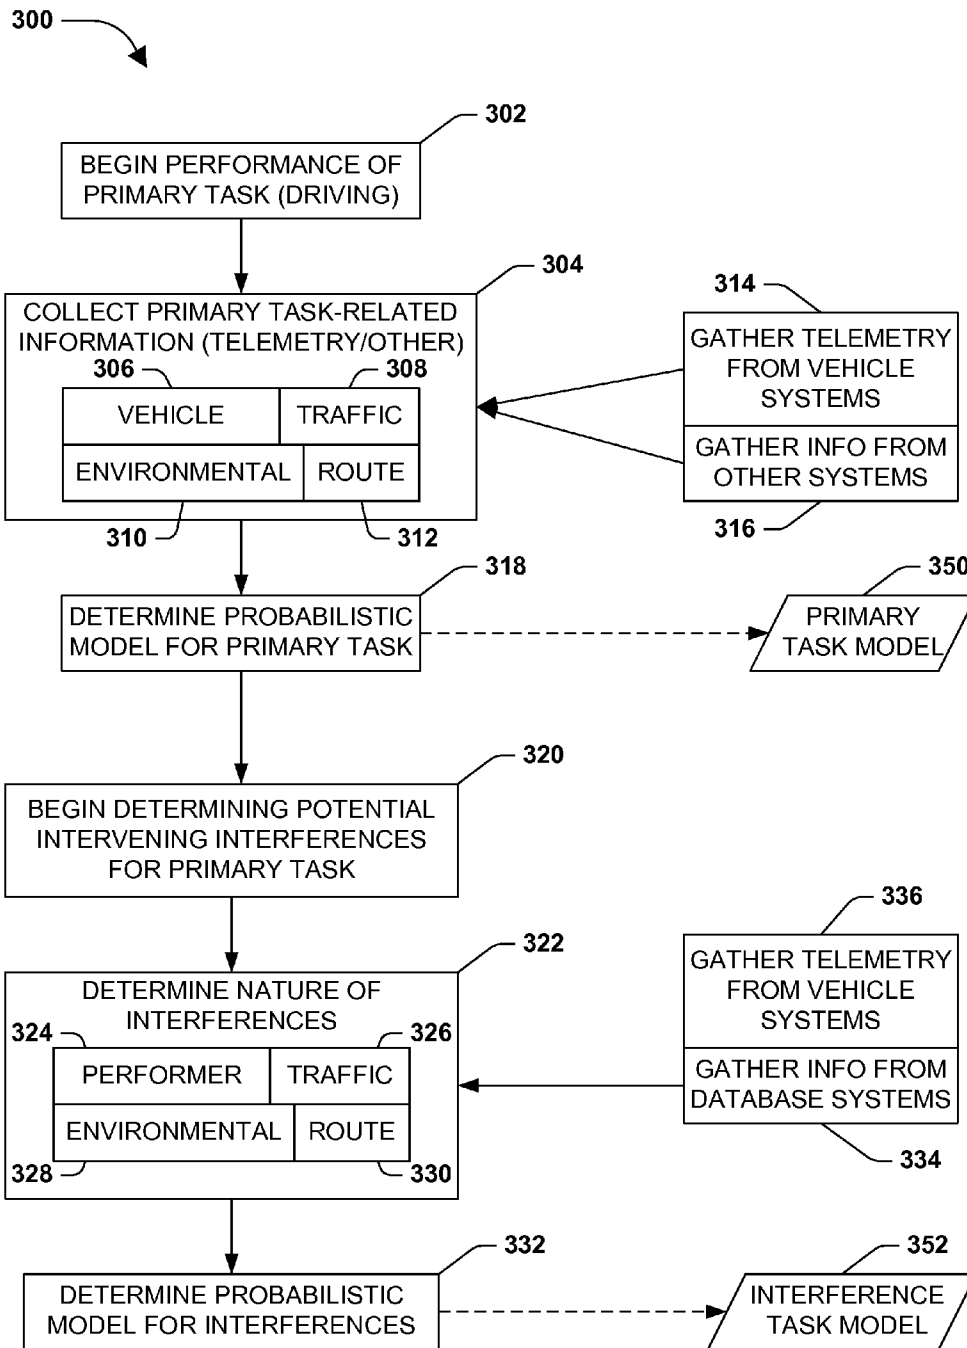 300
302
BEGIN PERFORMANCE OF
PRIMARY TASK (DRIVING)
304
COLLECT PRIMARY TASK-RELATED
INFORMATION (TELEMETRY/OTHER)
306
308
VEHICLE
TRAFFIC
ENVIRONMENTAL
ROUTE
310
312
314
GATHER TELEMETRY
FROM VEHICLE
SYSTEMS
GATHER INFO FROM
OTHER SYSTEMS
316
318
DETERMINE PROBABILISTIC
MODEL FOR PRIMARY TASK
350
PRIMARY
TASK MODEL
320
BEGIN DETERMINING POTENTIAL
INTERVENING INTERFERENCES
FOR PRIMARY TASK
322
DETERMINE NATURE OF
INTERFERENCES
324
326
PERFORMER
TRAFFIC
ENVIRONMENTAL
ROUTE
328
330
336
GATHER TELEMETRY
FROM VEHICLE
SYSTEMS
GATHER INFO FROM
DATABASE SYSTEMS
334
332
DETERMINE PROBABILISTIC
MODEL FOR INTERFERENCES
352
INTERFERENCE
TASK MODEL